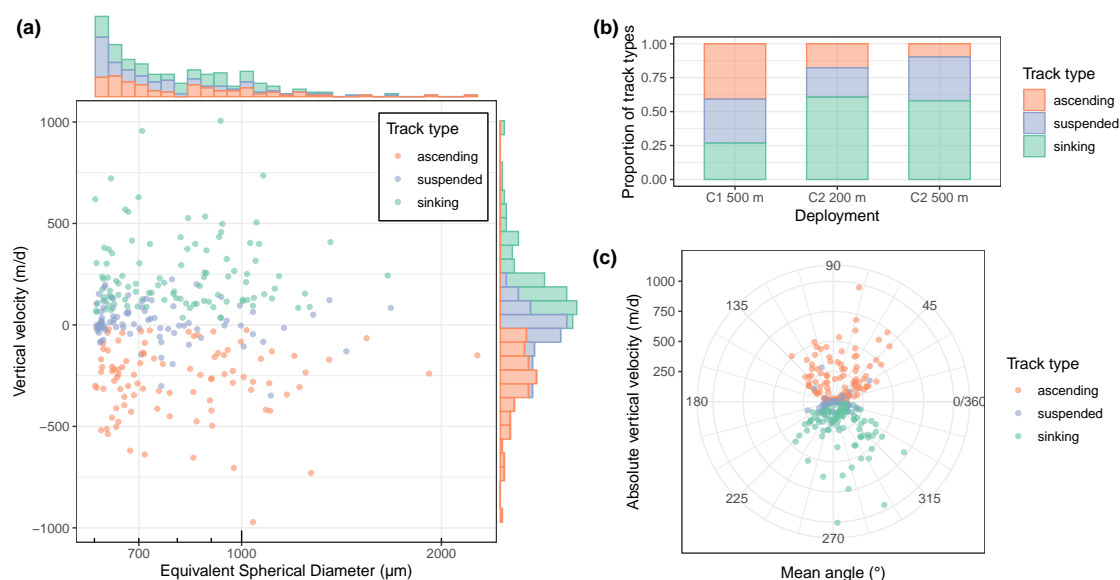 (a)
Vertical velocity (m/d)
1000
500
0
−500
−1000
Track type
ascending
suspended
sinking
700
1000
2000
Equivalent Spherical Diameter (µm)
(b)
Proportion of track types
1.00
0.75
0.50
0.25
0.00
C1 500 m
C2 200 m
C2 500 m
Deployment
Track type
ascending
suspended
sinking
(c)
Absolute vertical velocity (m/d)
1000
750
500
250
90
45
0/360
315
270
225
180
135
Mean angle (°)
Track type
ascending
suspended
sinking